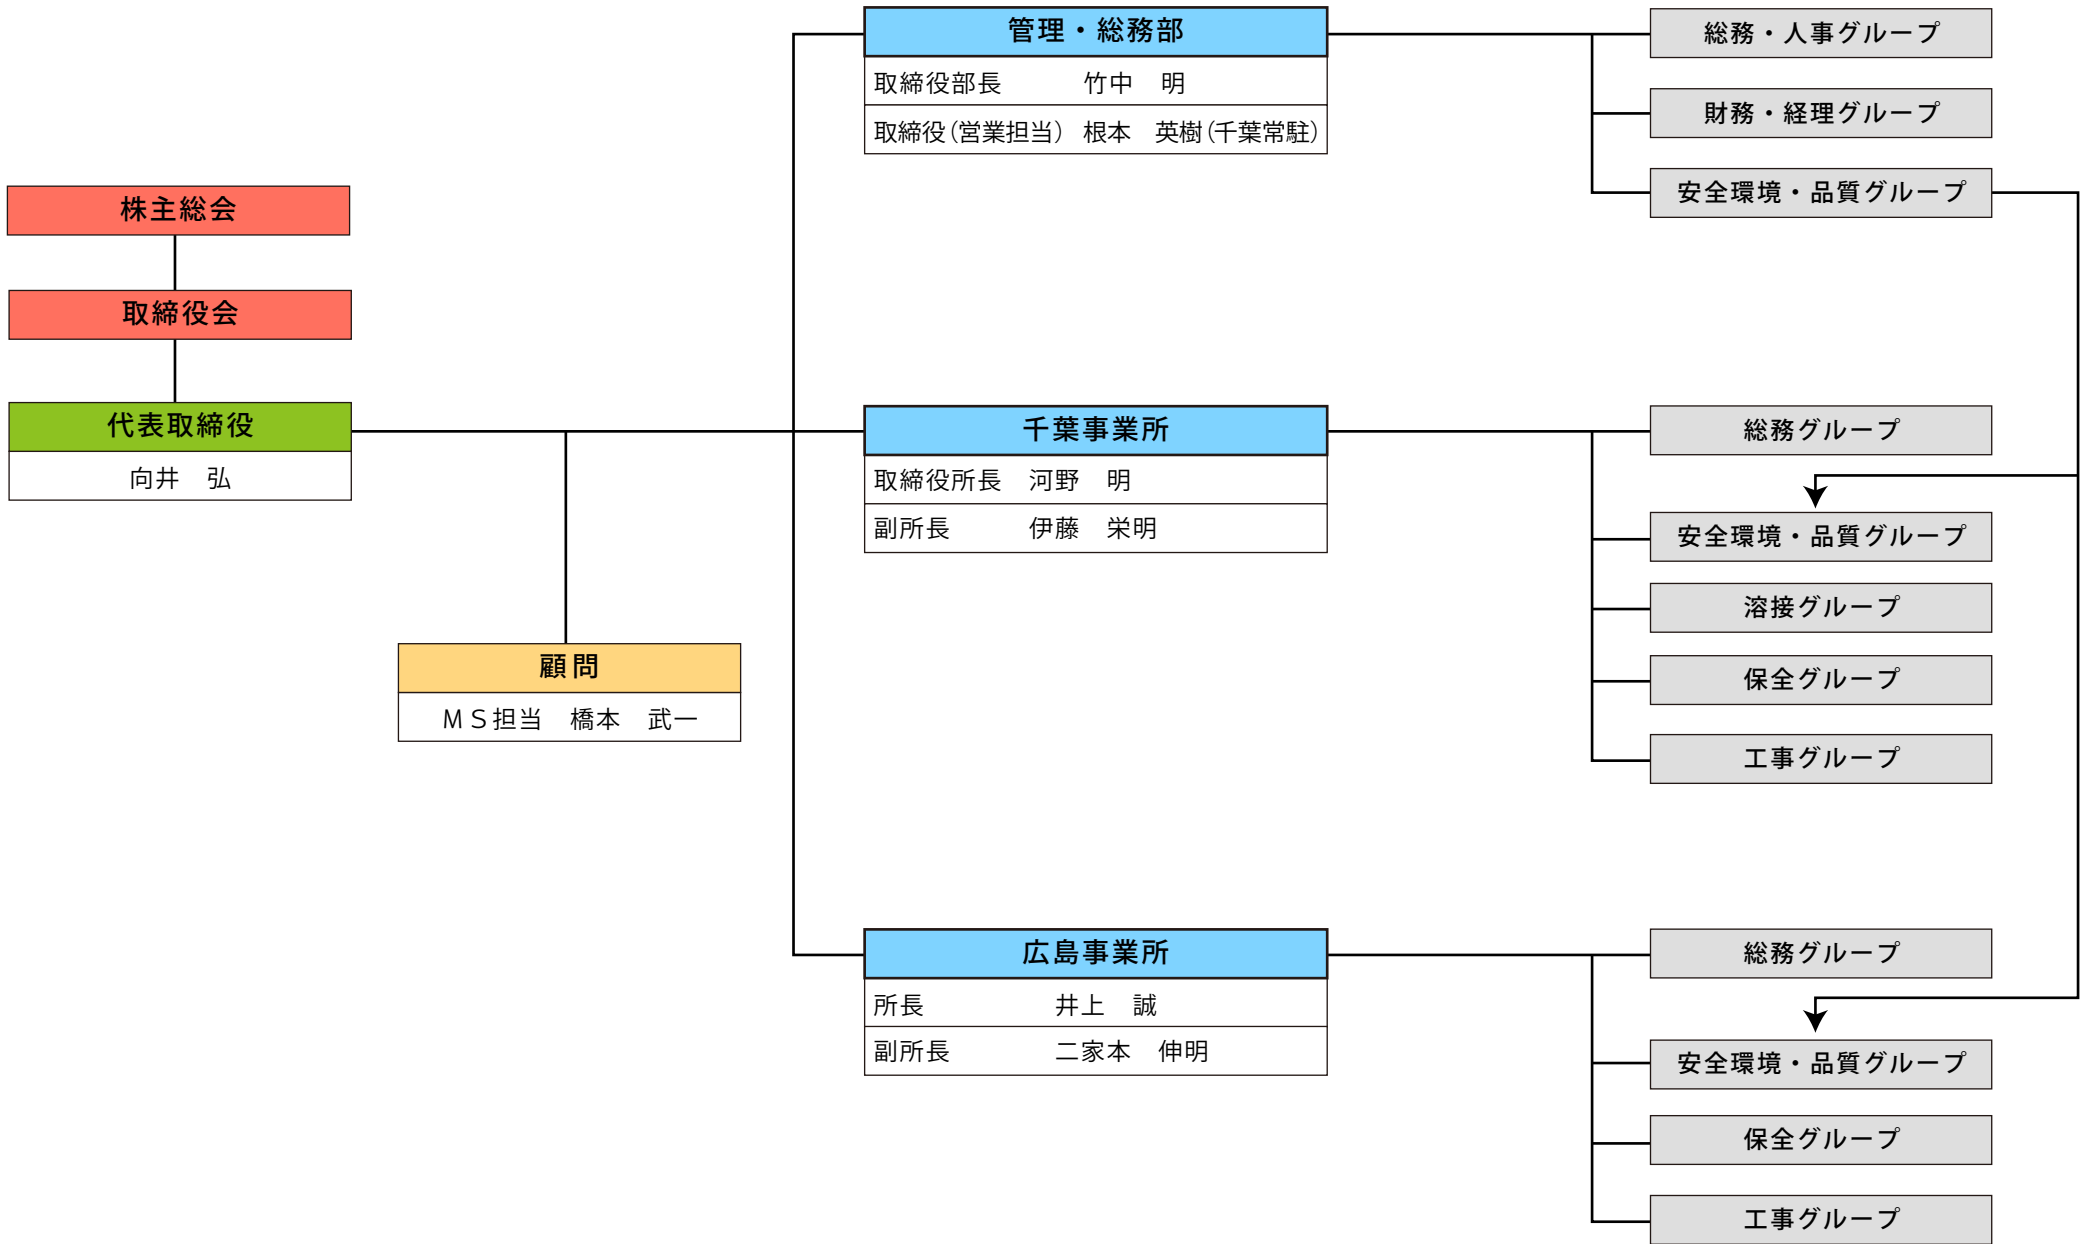 株主総会
取締役会
代表取締役
向井　弘
顧問
ＭＳ担当　橋本　武一
管理・総務部
取締役部長　竹中　明
取締役（営業担当）　根本　英樹（千葉常駐）
総務・人事グループ
財務・経理グループ
安全環境・品質グループ
千葉事業所
取締役所長　河野　明
副所長　伊藤　栄明
総務グループ
安全環境・品質グループ
溶接グループ
保全グループ
工事グループ
広島事業所
所長　井上　誠
副所長　二家本　伸明
総務グループ
安全環境・品質グループ
保全グループ
工事グループ